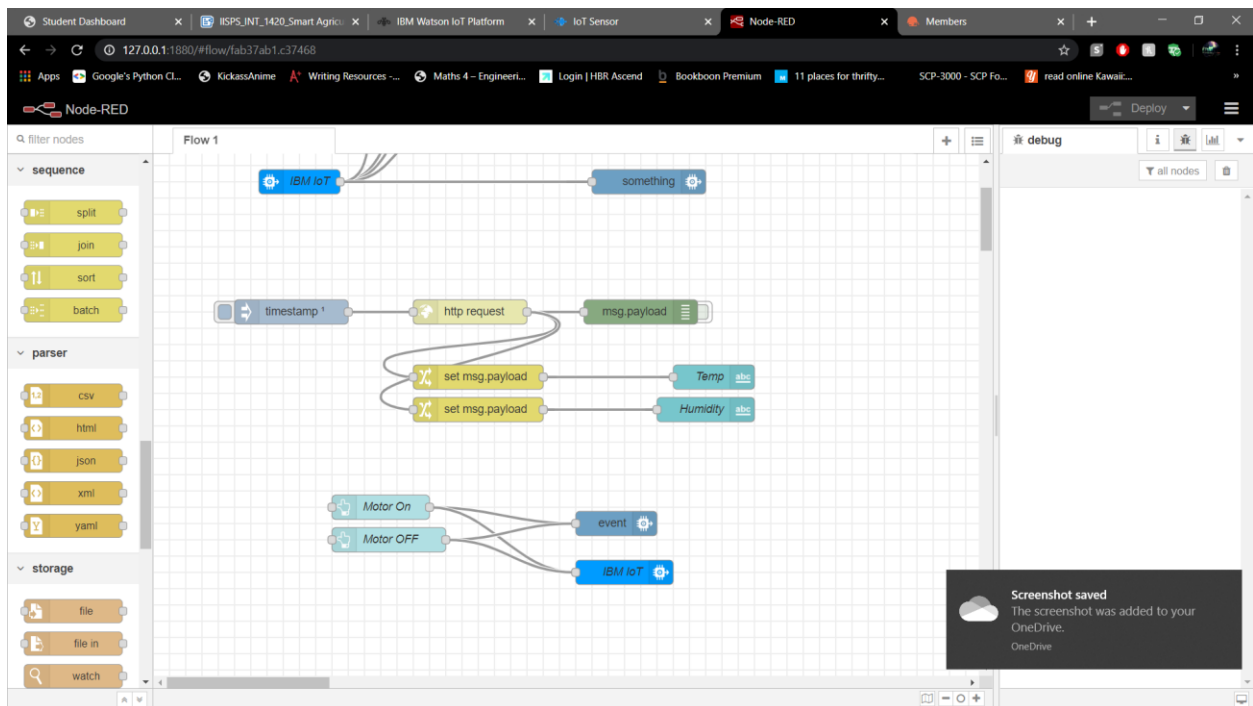 Student Dashboard
IISPS_INT_1420_Smart Agricu
IBM Watson IoT Platform
IoT Sensor
Node-RED
Members
127.0.0.1:1880/#flow/fab37ab1.c37468
Apps
Google's Python Cl...
KickassAnime
Writing Resources -...
Maths 4 – Engineeri...
Login | HBR Ascend
Bookboon Premium
11 places for thrifty...
SCP-3000 - SCP Fo...
read online Kawaii:...
»
Node-RED
Deploy
filter nodes
Flow 1
debug
i
all nodes
sequence
split
join
sort
batch
parser
csv
html
json
xml
yaml
storage
file
file in
watch
IBM IoT
something
timestamp ¹
http request
msg.payload
set msg.payload
Temp
abc
set msg.payload
Humidity
abc
Motor On
Motor OFF
event
IBM IoT
Screenshot saved
The screenshot was added to your
OneDrive.
OneDrive